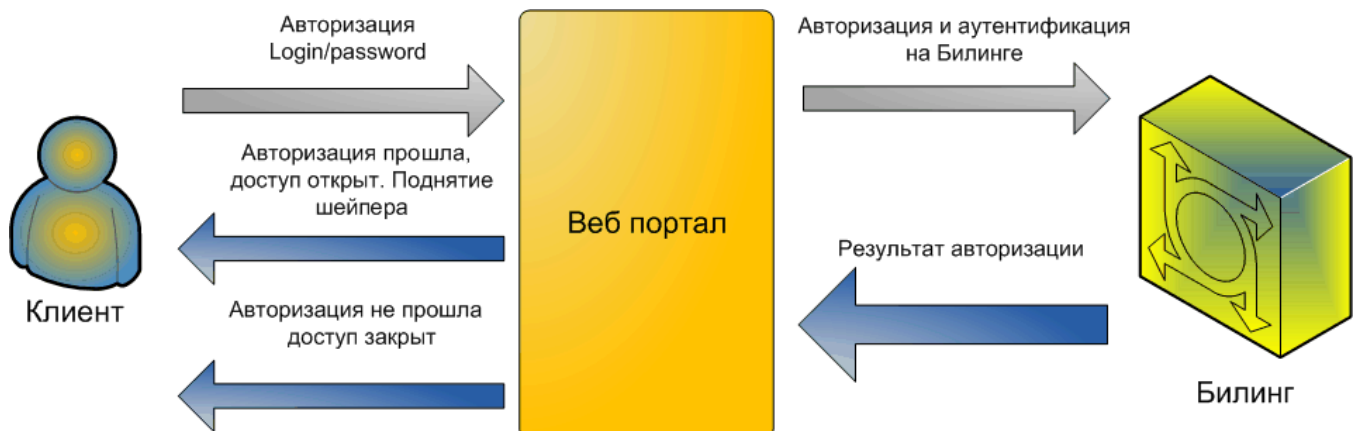 Авторизация
Login/password
Авторизация и аутентификация
на Билинге
Авторизация прошла,
доступ открыт. Поднятие
шейпера
Веб портал
Результат авторизации
Клиент
Авторизация не прошла
доступ закрыт
Билинг